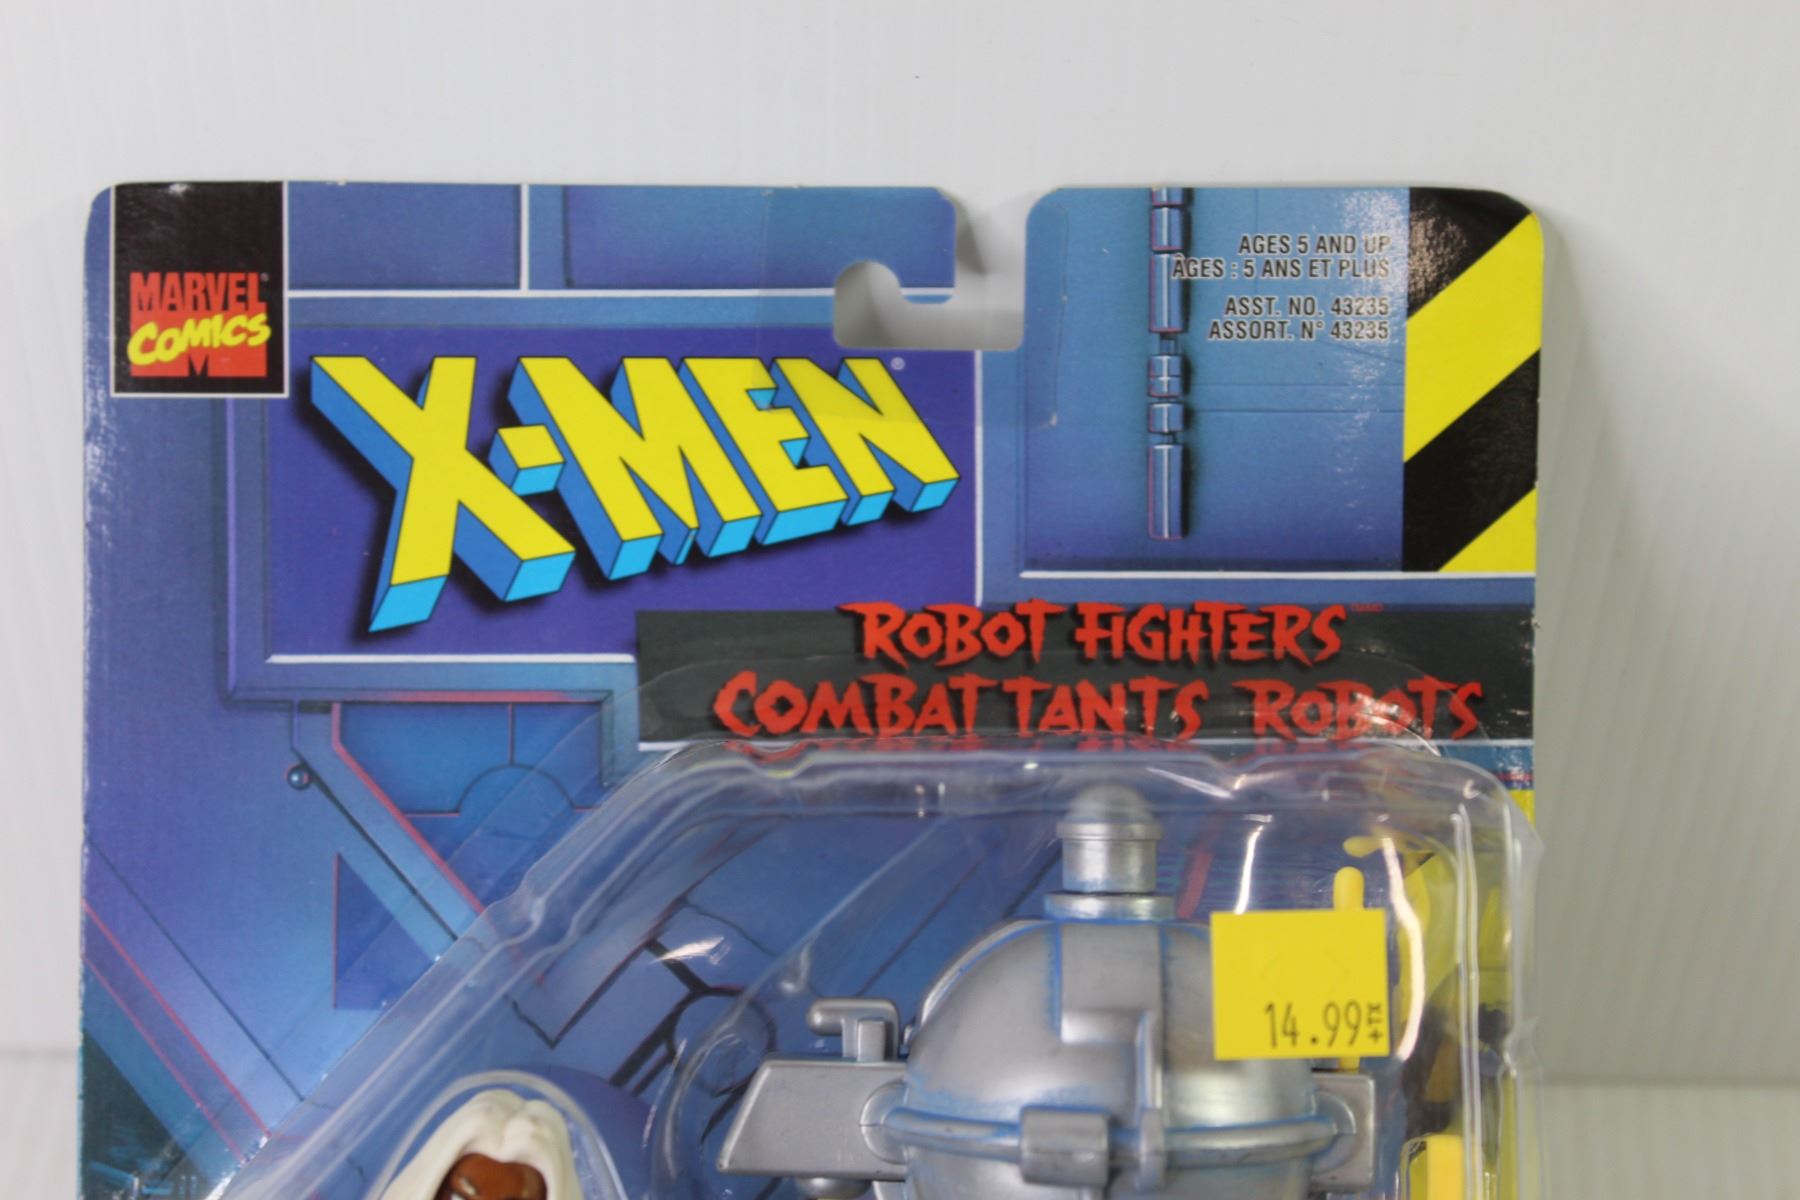 MARVEL
COMICS
X-MEN®
AGES 5 AND UP
ÂGES : 5 ANS ET PLUS
ASST. NO. 43235
ASSORT. N° 43235
ROBOT FIGHTERS
COMBATTANTS ROBOTS
14.99+TX